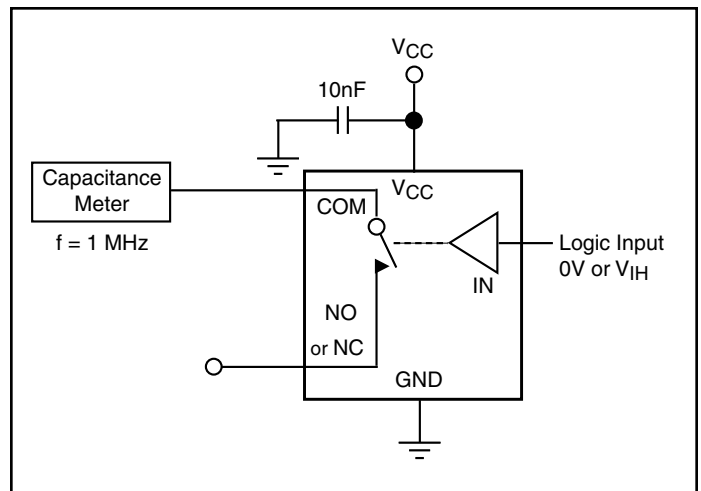 VCC
10nF
Capacitance
Meter
f = 1 MHz
VCC
COM
Logic Input
0V or VIH
IN
NO
or NC
GND